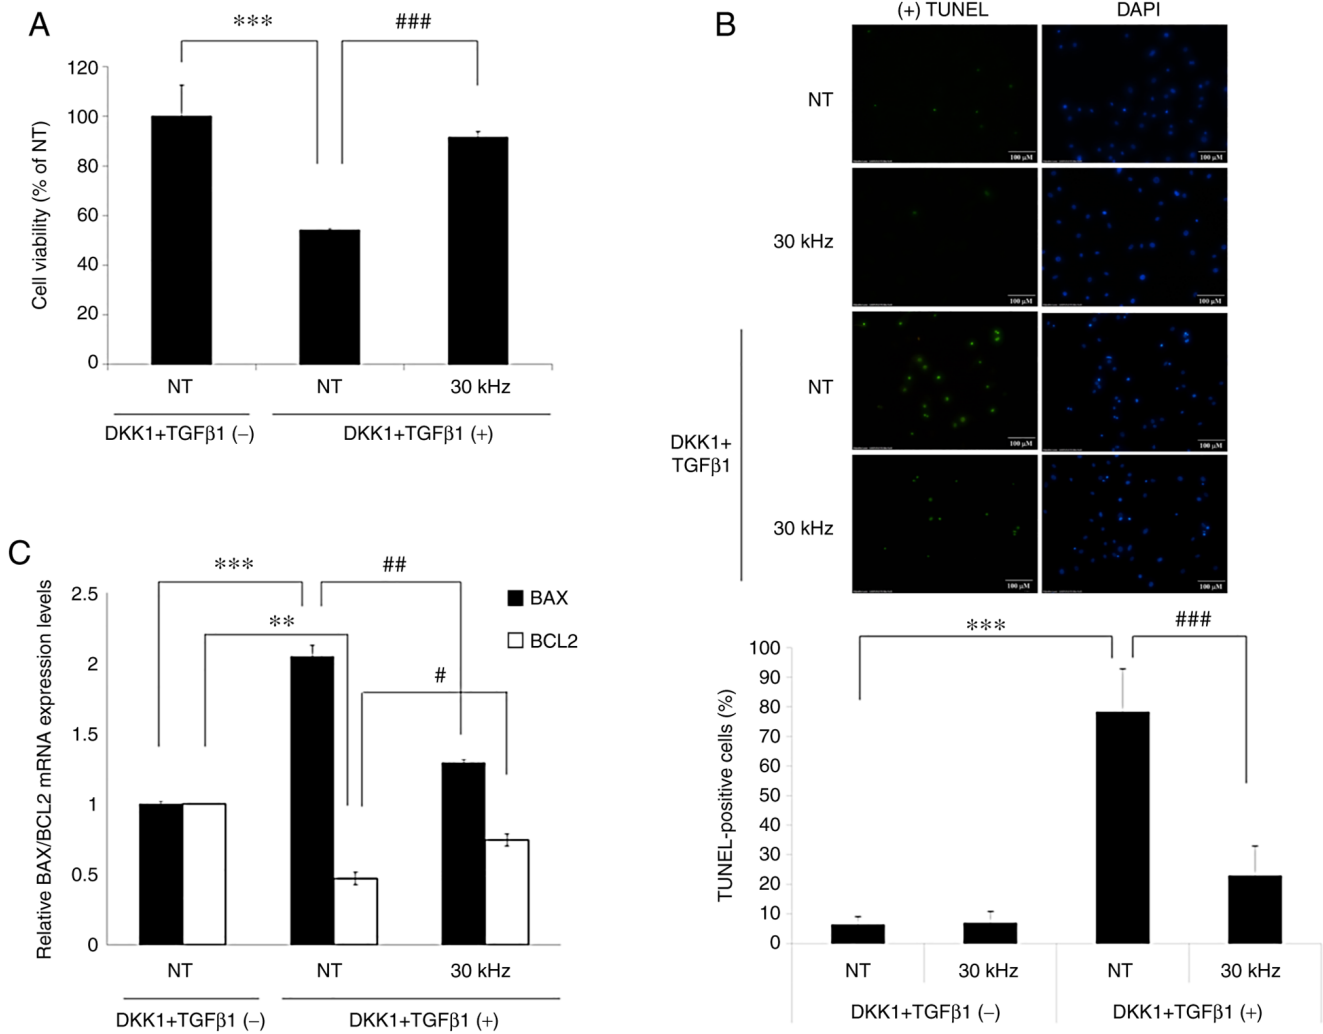 A
***
###
Cell viability (% of NT)
120
100
80
60
40
20
0
NT
NT
30 kHz
DKK1+TGFβ1 (–)
DKK1+TGFβ1 (+)
B
(+) TUNEL
DAPI
NT
100 μM
100 μM
30 kHz
100 μM
100 μM
DKK1+
TGFβ1
NT
100 μM
100 μM
30 kHz
100 μM
100 μM
***
###
TUNEL-positive cells (%)
100
90
80
70
60
50
40
30
20
10
0
NT
30 kHz
NT
30 kHz
DKK1+TGFβ1 (–)
DKK1+TGFβ1 (+)
C
***
##
**
#
BAX
BCL2
Relative BAX/BCL2 mRNA expression levels
2.5
2
1.5
1
0.5
0
NT
NT
30 kHz
DKK1+TGFβ1 (–)
DKK1+TGFβ1 (+)